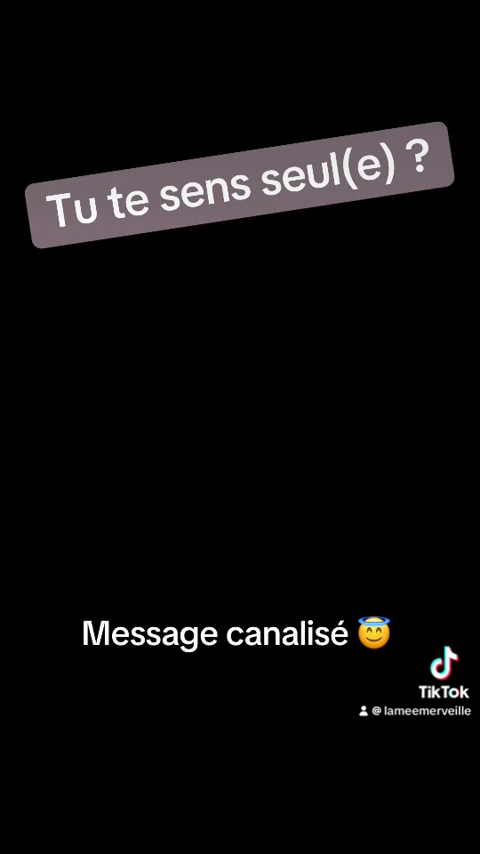 Tu te sens seul(e) ?
Message canalisé 😇
TikTok
@lameemerveille